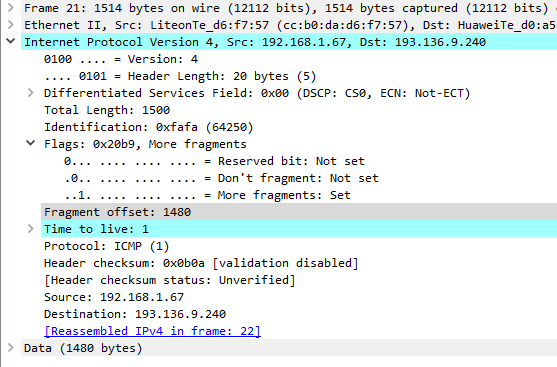 Frame 21: 1514 bytes on wire (12112 bits), 1514 bytes captured (12112 bits)
Ethernet II, Src: LiteonTe_d6:f7:57 (cc:b0:da:d6:f7:57), Dst: HuaweiTe_d0:a5
Internet Protocol Version 4, Src: 192.168.1.67, Dst: 193.136.9.240
0100 .... = Version: 4
.... 0101 = Header Length: 20 bytes (5)
Differentiated Services Field: 0x00 (DSCP: CS0, ECN: Not-ECT)
Total Length: 1500
Identification: 0xfafa (64250)
Flags: 0x20b9, More fragments
0... .... .... .... = Reserved bit: Not set
.0.. .... .... .... = Don't fragment: Not set
..1. .... .... .... = More fragments: Set
Fragment offset: 1480
Time to live: 1
Protocol: ICMP (1)
Header checksum: 0x0b0a [validation disabled]
[Header checksum status: Unverified]
Source: 192.168.1.67
Destination: 193.136.9.240
[Reassembled IPv4 in frame: 22]
Data (1480 bytes)